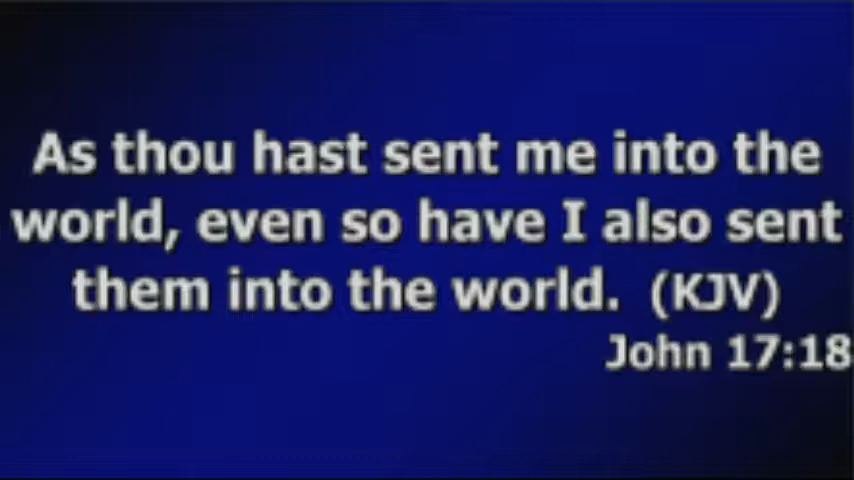 As thou hast sent me into the
world, even so have I also sent
them into the world. (KJV)
John 17:18